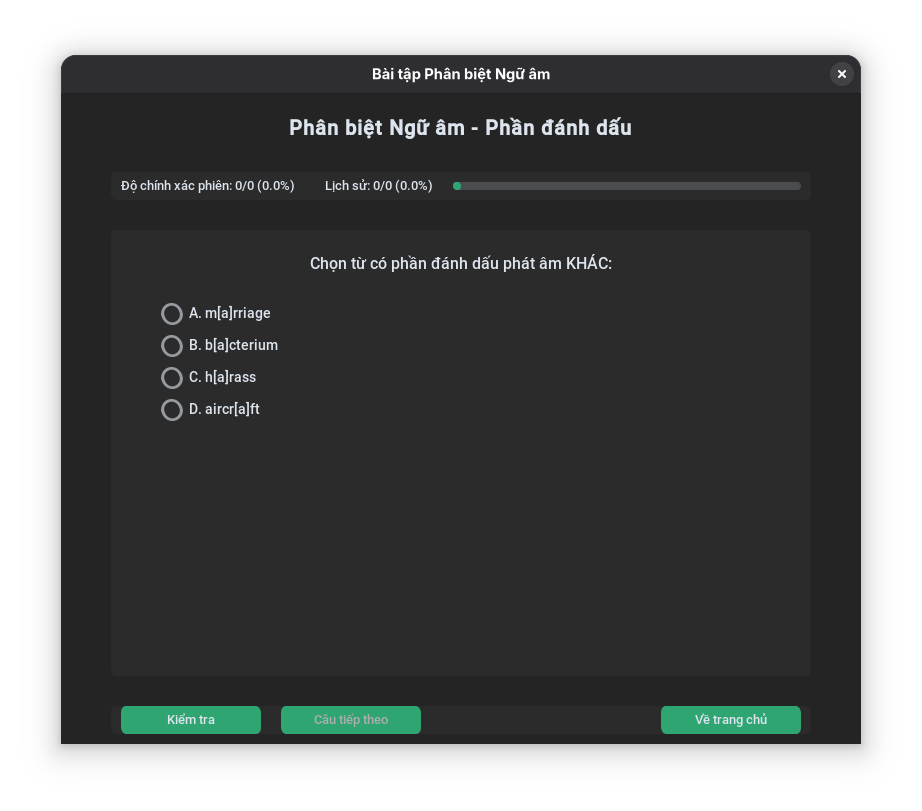 Bài tập Phân biệt Ngữ âm
Phân biệt Ngữ âm - Phần đánh dấu
Độ chính xác phiên: 0/0 (0.0%) Lịch sử: 0/0 (0.0%)
Chọn từ có phần đánh dấu phát âm KHÁC:
A. m[a]rriage
B. b[a]cterium
C. h[a]rass
D. aircr[a]ft
Kiểm tra Câu tiếp theo Về trang chủ